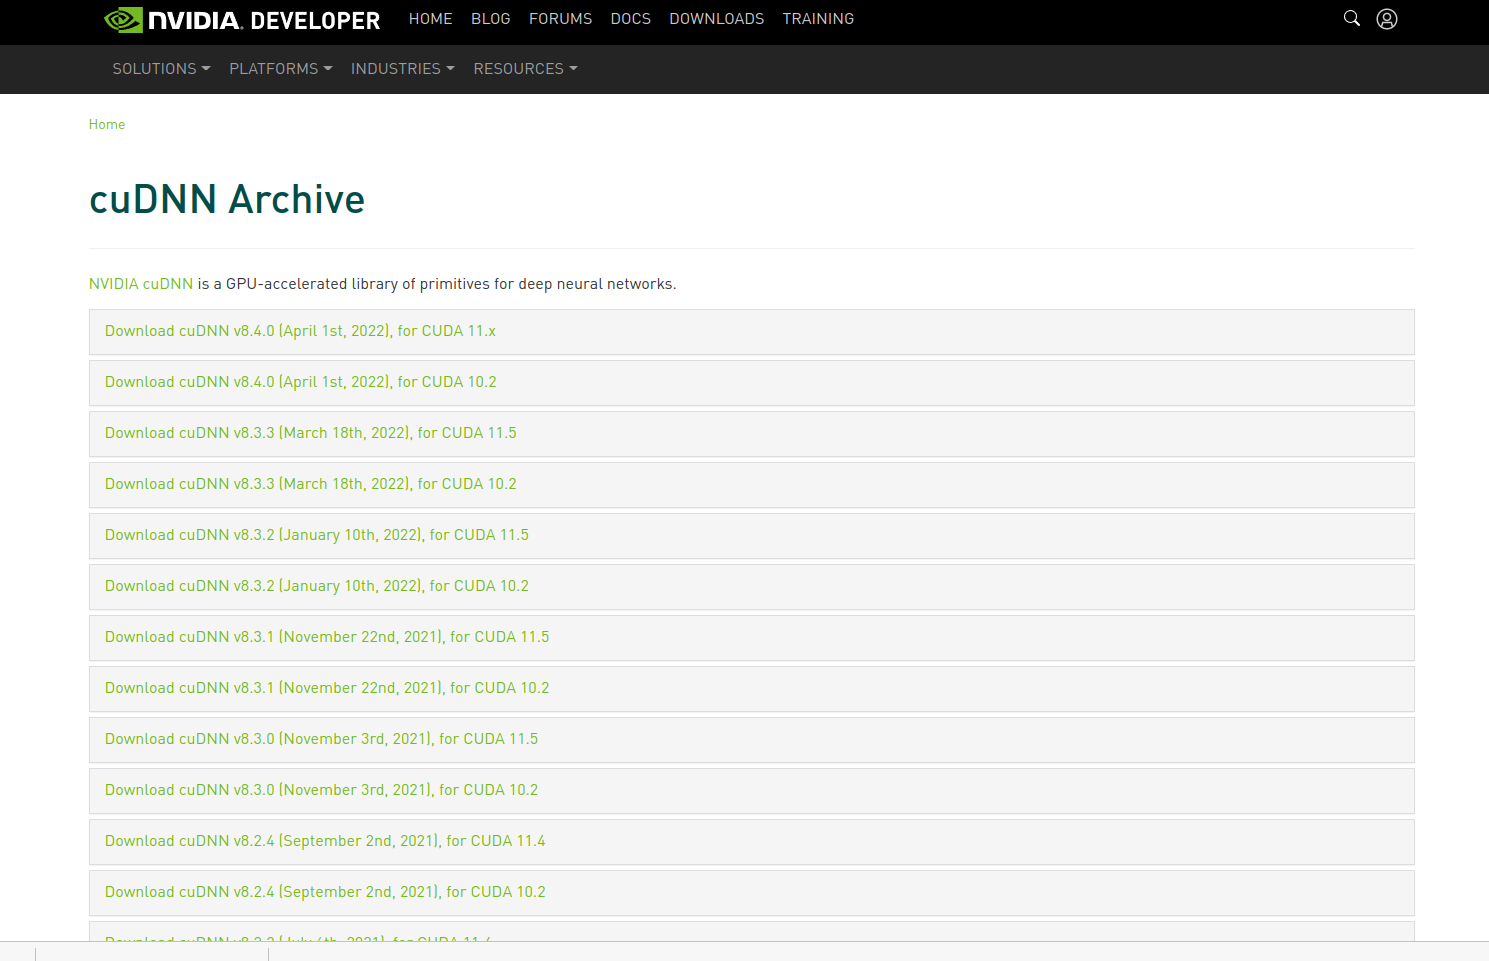 NVIDIA. DEVELOPER HOME BLOG FORUMS DOCS DOWNLOADS TRAINING
SOLUTIONS PLATFORMS INDUSTRIES RESOURCES
Home
cuDNN Archive
NVIDIA cuDNN is a GPU-accelerated library of primitives for deep neural networks.
Download cuDNN v8.4.0 (April 1st, 2022), for CUDA 11.x
Download cuDNN v8.4.0 (April 1st, 2022), for CUDA 10.2
Download cuDNN v8.3.3 (March 18th, 2022), for CUDA 11.5
Download cuDNN v8.3.3 (March 18th, 2022), for CUDA 10.2
Download cuDNN v8.3.2 (January 10th, 2022), for CUDA 11.5
Download cuDNN v8.3.2 (January 10th, 2022), for CUDA 10.2
Download cuDNN v8.3.1 (November 22nd, 2021), for CUDA 11.5
Download cuDNN v8.3.1 (November 22nd, 2021), for CUDA 10.2
Download cuDNN v8.3.0 (November 3rd, 2021), for CUDA 11.5
Download cuDNN v8.3.0 (November 3rd, 2021), for CUDA 10.2
Download cuDNN v8.2.4 (September 2nd, 2021), for CUDA 11.4
Download cuDNN v8.2.4 (September 2nd, 2021), for CUDA 10.2
Download cuDNN 2021), for CUDA